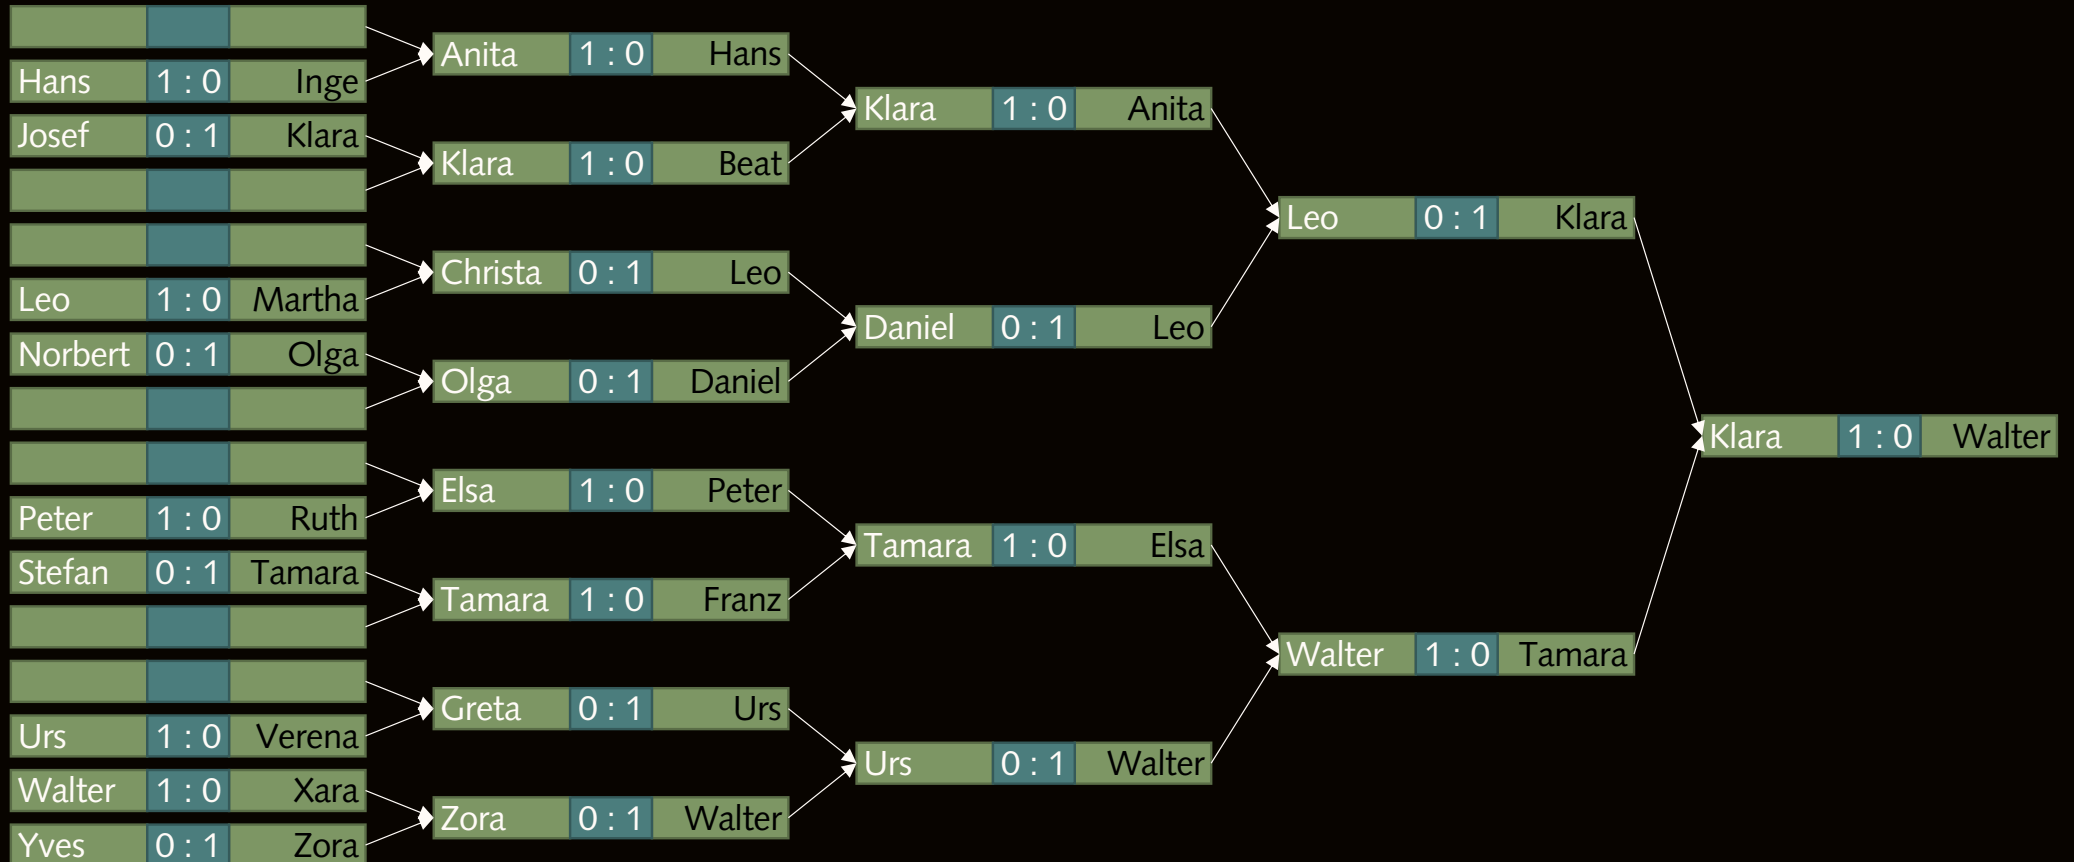 Hans 1 : 0 Inge
Josef 0 : 1 Klara
Leo 1 : 0 Martha
Norbert 0 : 1 Olga
Peter 1 : 0 Ruth
Stefan 0 : 1 Tamara
Urs 1 : 0 Verena
Walter 1 : 0 Xara
Yves 0 : 1 Zora
Anita 1 : 0 Hans
Klara 1 : 0 Beat
Christa 0 : 1 Leo
Olga 0 : 1 Daniel
Elsa 1 : 0 Peter
Tamara 1 : 0 Franz
Greta 0 : 1 Urs
Zora 0 : 1 Walter
Klara 1 : 0 Anita
Daniel 0 : 1 Leo
Tamara 1 : 0 Elsa
Urs 0 : 1 Walter
Leo 0 : 1 Klara
Walter 1 : 0 Tamara
Klara 1 : 0 Walter